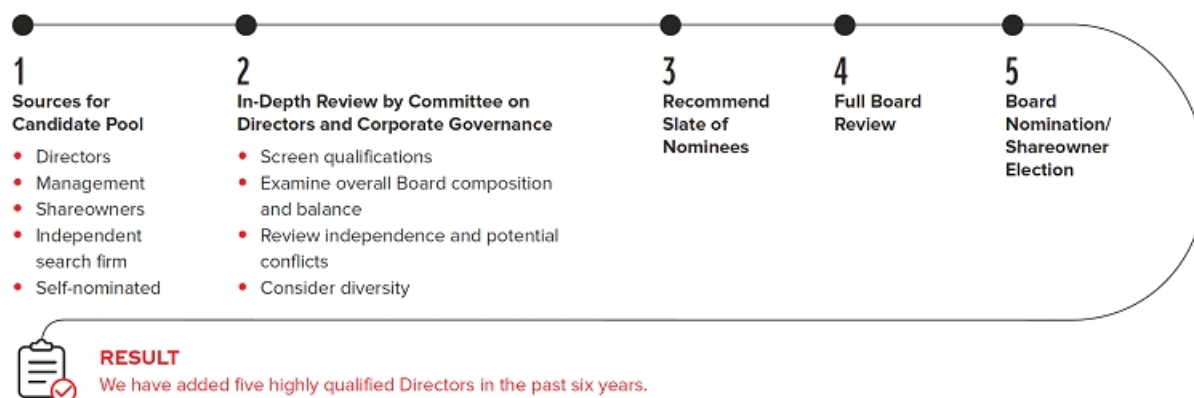 1
Sources for
Candidate Pool
• Directors
• Management
• Shareowners
• Independent
search firm
• Self-nominated
2
In-Depth Review by Committee on
Directors and Corporate Governance
• Screen qualifications
• Examine overall Board composition
and balance
• Review independence and potential
conflicts
• Consider diversity
3
Recommend
Slate of
Nominees
4
Full Board
Review
5
Board
Nomination/
Shareowner
Election
RESULT
We have added five highly qualified Directors in the past six years.